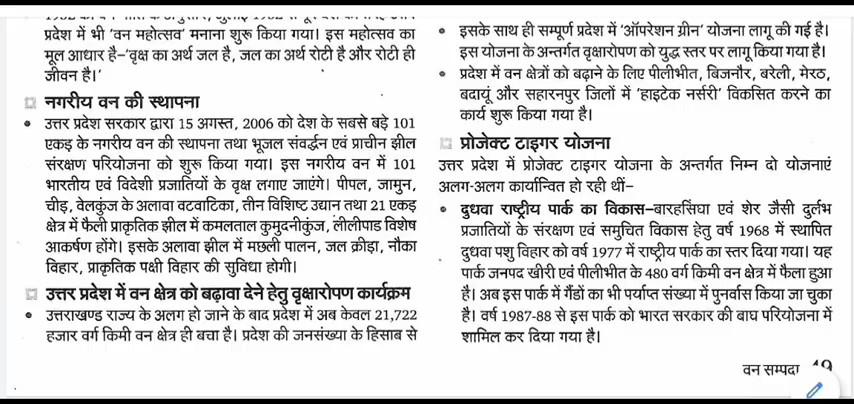 प्रदेश में भी 'वन महोत्सव' मनाना शुरू किया गया। इस महोत्सव का
मूल आधार है–'वृक्ष का अर्थ जल है, जल का अर्थ रोटी है और रोटी ही
जीवन है।'
नगरीय वन की स्थापना
• उत्तर प्रदेश सरकार द्वारा 15 अगस्त, 2006 को देश के सबसे बड़े 101
एकड़ के नगरीय वन की स्थापना तथा भूजल संवर्द्धन एवं प्राचीन झील
संरक्षण परियोजना को शुरू किया गया। इस नगरीय वन में 101
भारतीय एवं विदेशी प्रजातियों के वृक्ष लगाए जाएंगे। पीपल, जामुन,
चीड़, वेलकुंज के अलावा वटवाटिका, तीन विशिष्ट उद्यान तथा 21 एकड़
क्षेत्र में फैली प्राकृतिक झील में कमलताल कुमुदनीकुंज, लीलीपाड विशेष
आकर्षण होंगे। इसके अलावा झील में मछली पालन, जल क्रीड़ा, नौका
विहार, प्राकृतिक पक्षी विहार की सुविधा होगी।
उत्तर प्रदेश में वन क्षेत्र को बढ़ावा देने हेतु वृक्षारोपण कार्यक्रम
• उत्तराखण्ड राज्य के अलग हो जाने के बाद प्रदेश में अब केवल 21,722
हजार वर्ग किमी वन क्षेत्र ही बचा है। प्रदेश की जनसंख्या के हिसाब से
• इसके साथ ही सम्पूर्ण प्रदेश में 'ऑपरेशन ग्रीन' योजना लागू की गई है।
इस योजना के अन्तर्गत वृक्षारोपण को युद्ध स्तर पर लागू किया गया है।
• प्रदेश में वन क्षेत्रों को बढ़ाने के लिए पीलीभीत, बिजनौर, बरेली, मेरठ,
बदायूं और सहारनपुर जिलों में 'हाइटेक नर्सरी' विकसित करने का
कार्य शुरू किया गया है।
प्रोजेक्ट टाइगर योजना
उत्तर प्रदेश में प्रोजेक्ट टाइगर योजना के अन्तर्गत निम्न दो योजनाएं
अलग-अलग कार्यान्वित हो रही थीं–
• दुधवा राष्ट्रीय पार्क का विकास–बारहसिंघा एवं शेर जैसी दुर्लभ
प्रजातियों के संरक्षण एवं समुचित विकास हेतु वर्ष 1968 में स्थापित
दुधवा पशु विहार को वर्ष 1977 में राष्ट्रीय पार्क का स्तर दिया गया। यह
पार्क जनपद खीरी एवं पीलीभीत के 480 वर्ग किमी वन क्षेत्र में फैला हुआ
है। अब इस पार्क में गैंडों का भी पर्याप्त संख्या में पुनर्वास किया जा चुका
है। वर्ष 1987-88 से इस पार्क को भारत सरकार की बाघ परियोजना में
शामिल कर दिया गया है।
वन सम्पदा